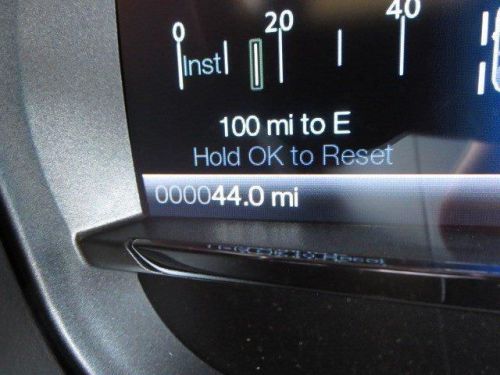 0 20 40
Inst
100 mi to E
Hold OK to Reset
000044.0 mi